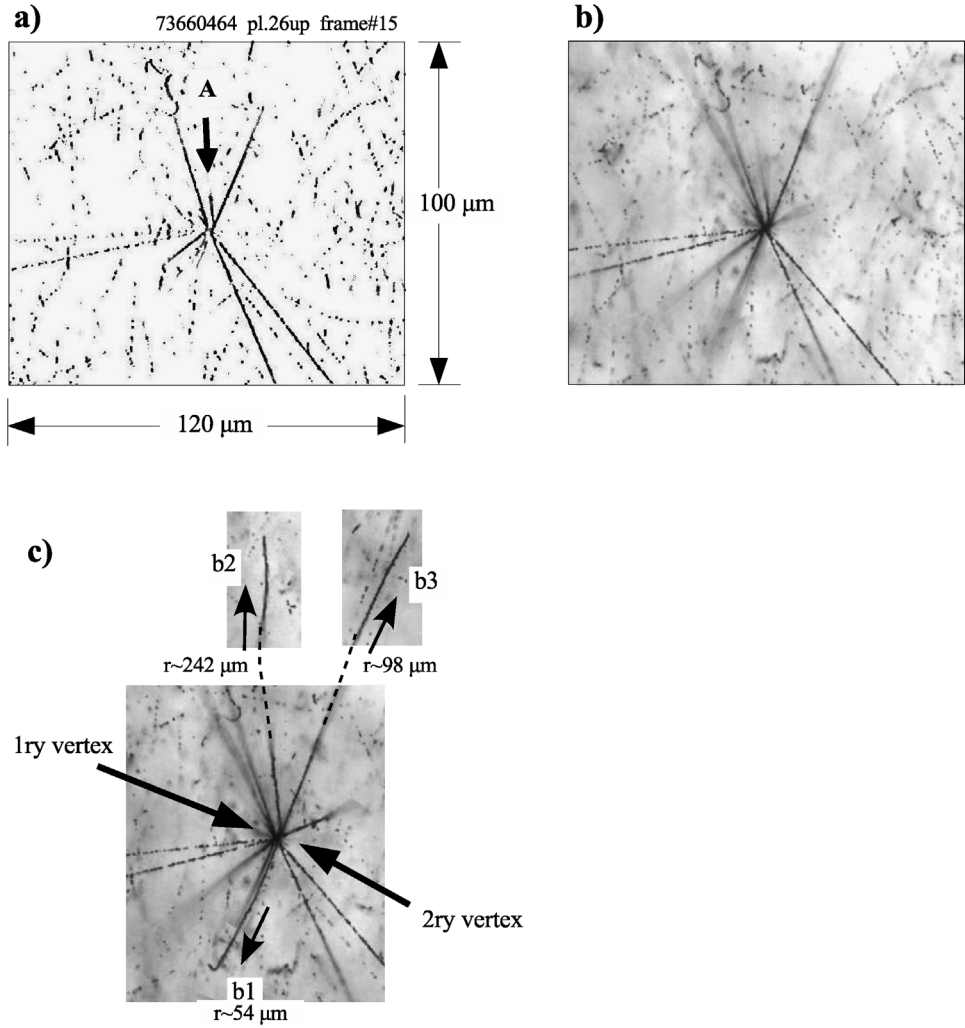 a)
73660464 pl.26up frame#15
b)
A
100 μm
120 μm
c)
b2
b3
r~242 μm
r~98 μm
1ry vertex
2ry vertex
b1
r~54 μm